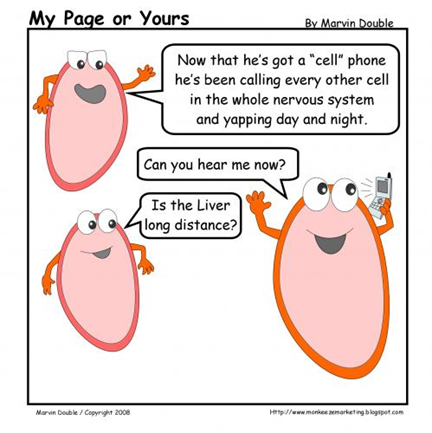 My Page or Yours
By Marvin Double
Now that he's got a "cell" phone
he's been calling every other cell
in the whole nervous system
and yapping day and night.
Can you hear me now?
Is the Liver
long distance?
Marvin Double / Copyright 2008
Http://www.monkeezemarketing.blogspot.com